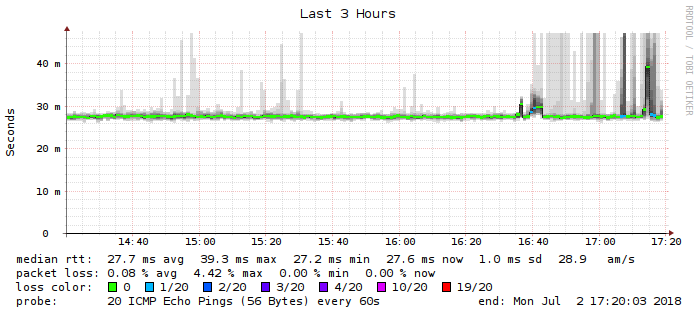 Last 3 Hours
RRDTOOL / TOBI OETIKER
Seconds
40 m
30 m
20 m
10 m
0
14:40 15:00 15:20 15:40 16:00 16:20 16:40 17:00 17:20
median rtt: 27.7 ms avg 39.3 ms max 27.2 ms min 27.6 ms now 1.0 ms sd 28.9 am/s
packet loss: 0.08 % avg 4.42 % max 0.00 % min 0.00 % now
loss color: 0 1/20 2/20 3/20 4/20 10/20 19/20
probe: 20 ICMP Echo Pings (56 Bytes) every 60s end: Mon Jul 2 17:20:03 2018